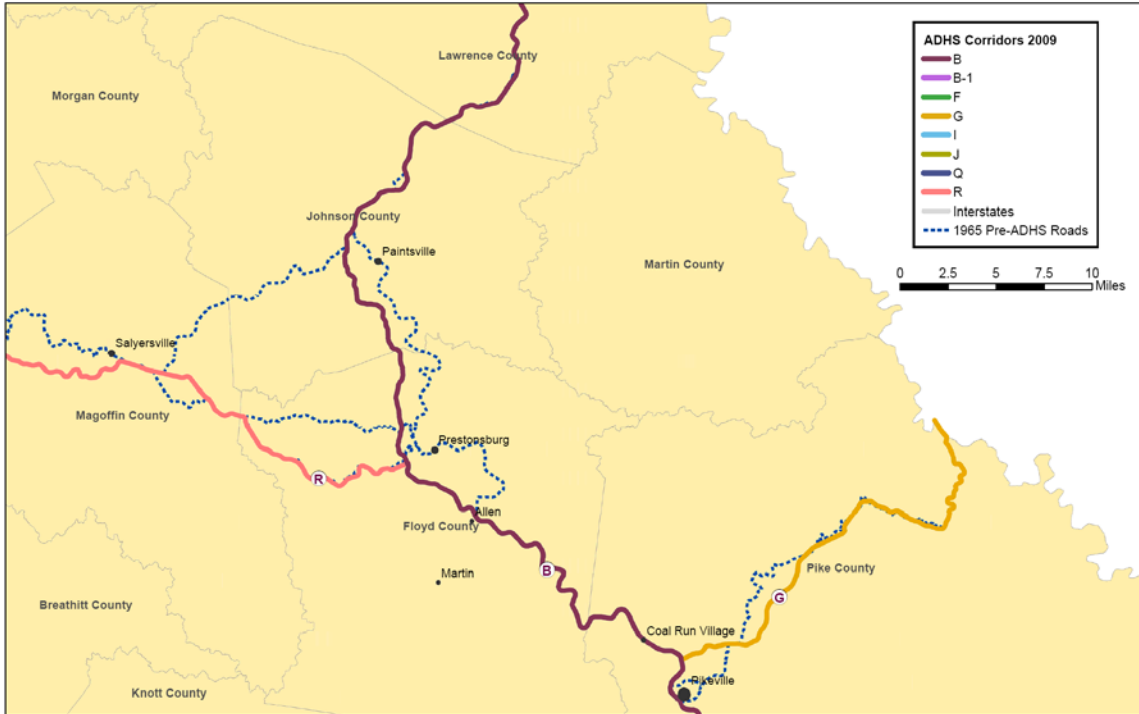 Lawrence County
Morgan County
Johnson County
Paintsville
Martin County
Salyersville
Magoffin County
Prestonsburg
R
Allen
Floyd County
B
Martin
Pike County
G
Breathitt County
Coal Run Village
Pikeville
Knott County
ADHS Corridors 2009
B
B-1
F
G
I
J
Q
R
Interstates
1965 Pre-ADHS Roads
0 2.5 5 7.5 10
Miles